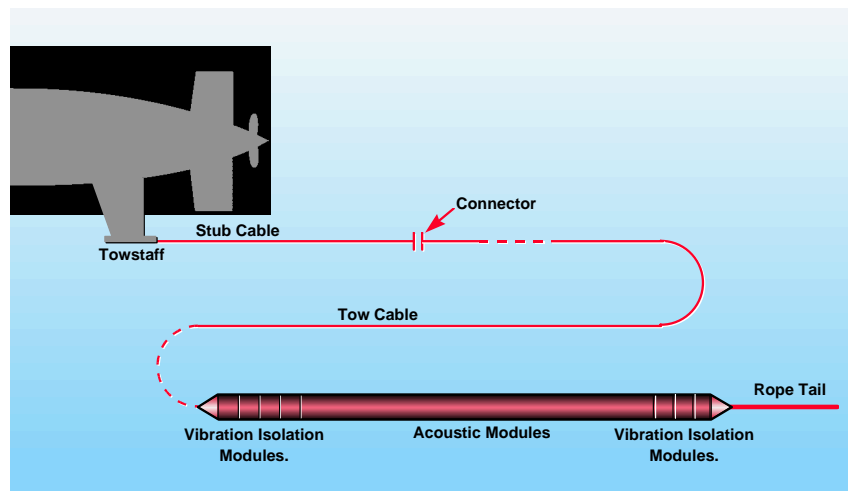 Connector
Stub Cable
Towstaff
Tow Cable
Rope Tail
Vibration Isolation
Modules.
Acoustic Modules
Vibration Isolation
Modules.